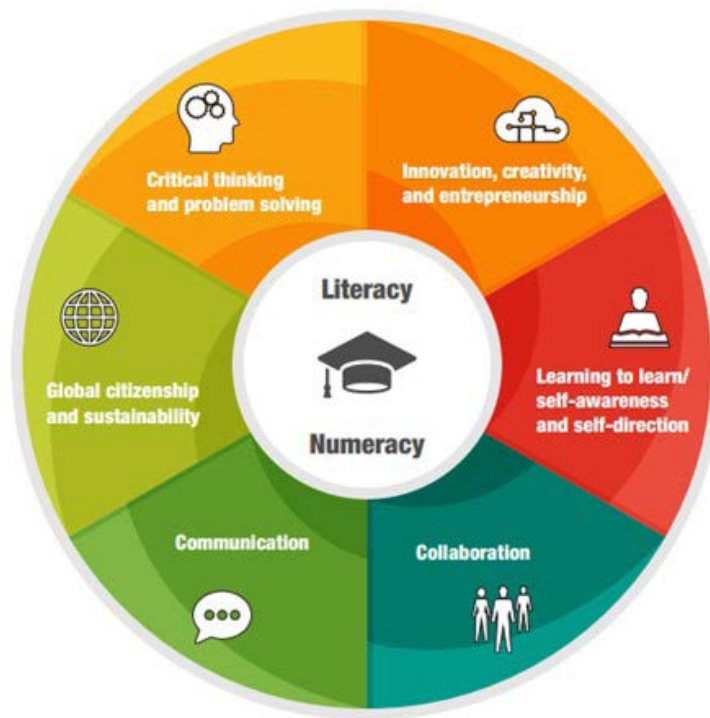 Critical thinking
and problem solving
Innovation, creativity,
and entrepreneurship
Literacy
Numeracy
Global citizenship
and sustainability
Learning to learn/
self-awareness
and self-direction
Communication
Collaboration